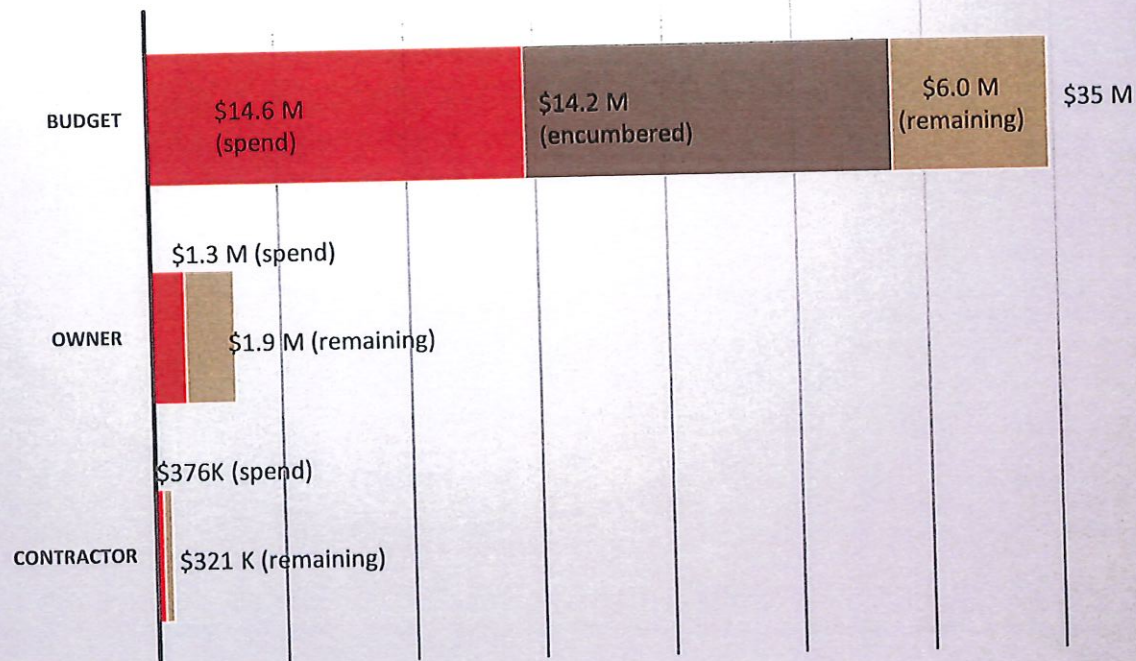 BUDGET
$14.6 M
(spend)
$14.2 M
(encumbered)
$6.0 M
(remaining)
$35 M
$1.3 M (spend)
OWNER
$1.9 M (remaining)
$376K (spend)
CONTRACTOR
$321 K (remaining)